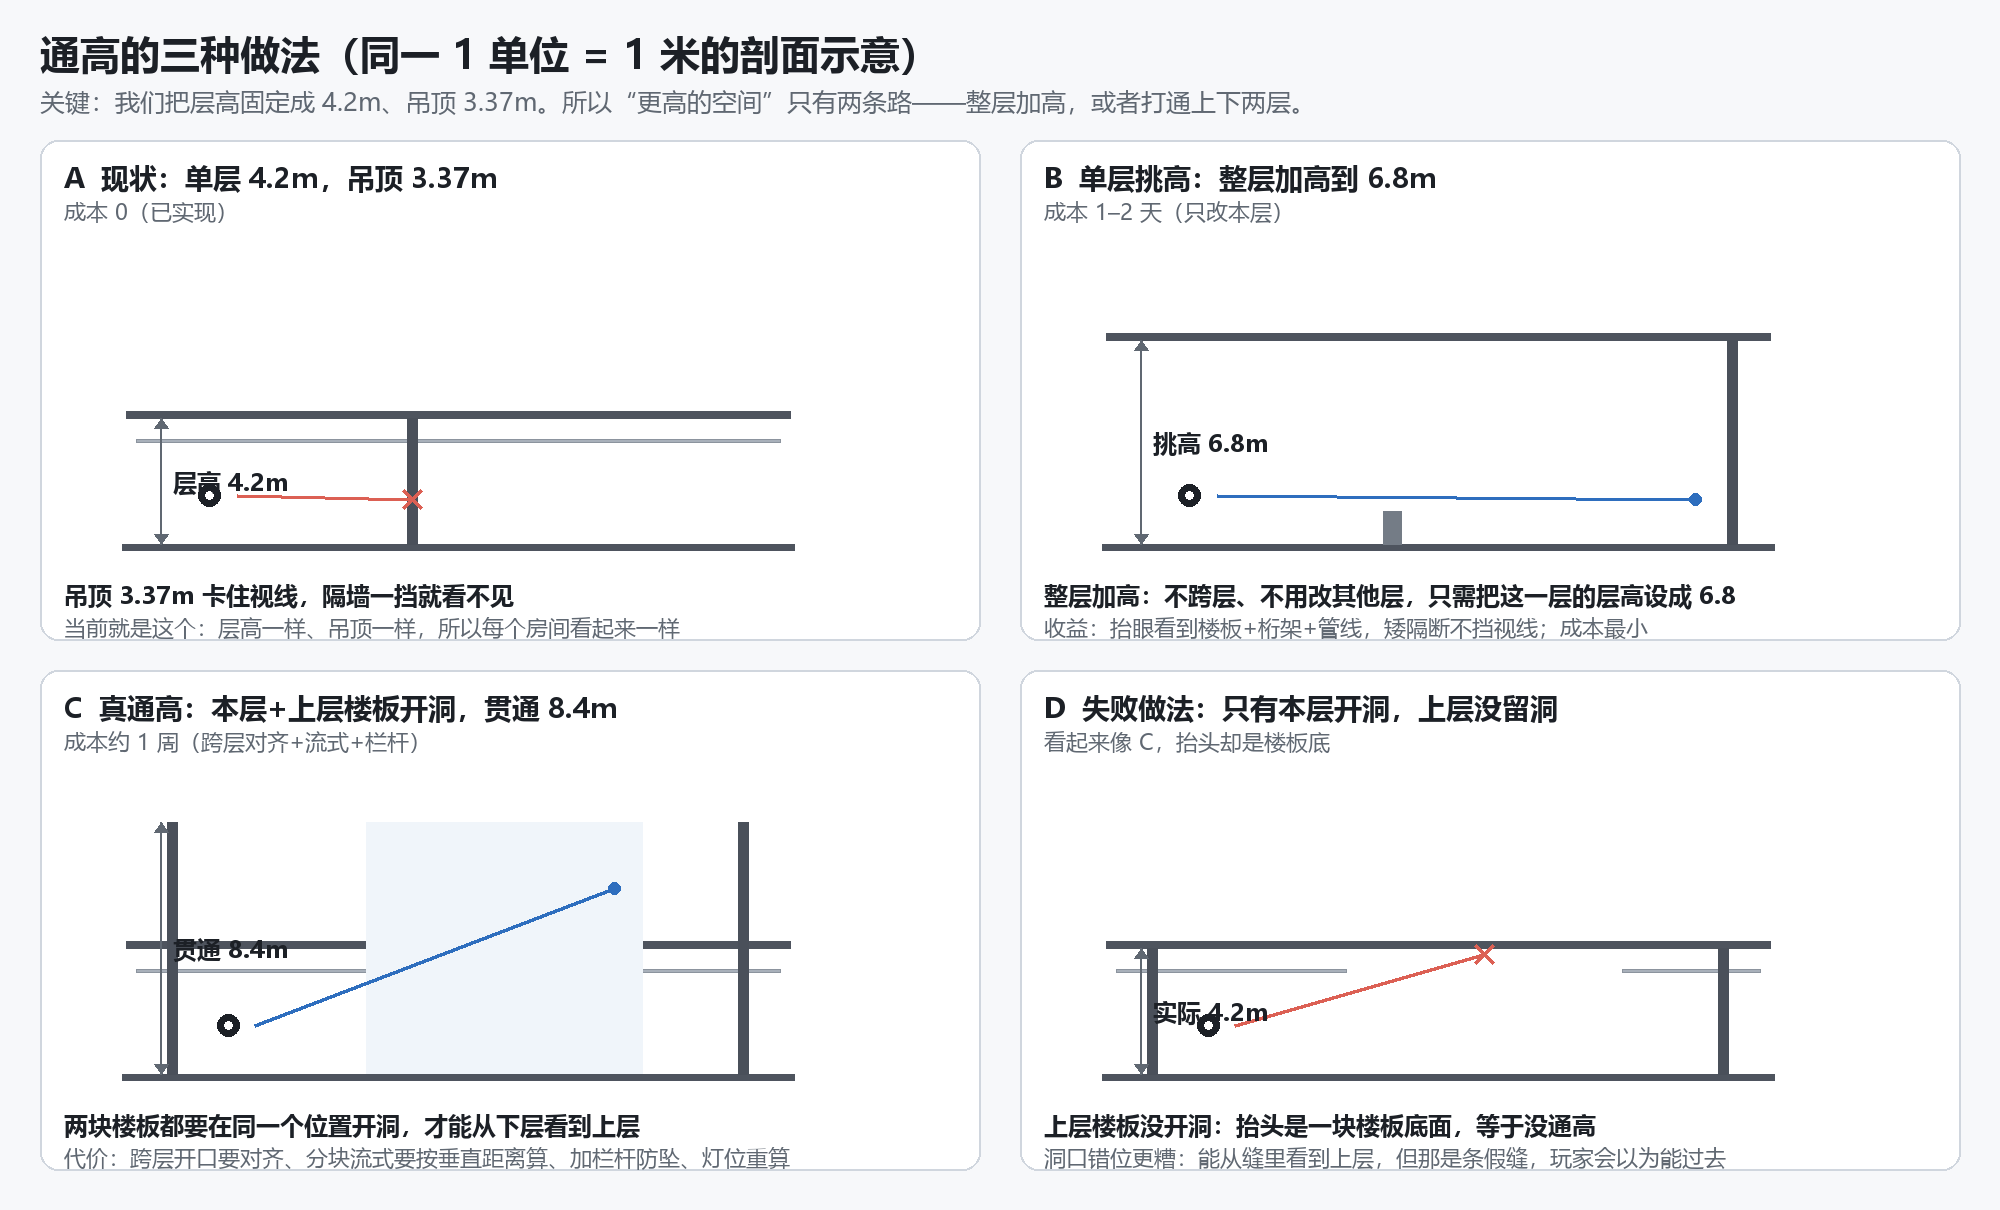 通高的三种做法（同一 1 单位 = 1 米的剖面示意）
关键：我们把层高固定成 4.2m、吊顶 3.37m。所以“更高的空间”只有两条路——整层加高，或者打通上下两层。
A 现状：单层 4.2m，吊顶 3.37m
成本 0（已实现）
层高 4.2m
吊顶 3.37m 卡住视线，隔墙一挡就看不见
当前就是这个：层高一样、吊顶一样，所以每个房间看起来一样
B 单层挑高：整层加高到 6.8m
成本 1–2 天（只改本层）
挑高 6.8m
整层加高：不跨层、不用改其他层，只需把这一层的层高设成 6.8
收益：抬眼看到楼板+桁架+管线，矮隔断不挡视线；成本最小
C 真通高：本层+上层楼板开洞，贯通 8.4m
成本约 1 周（跨层对齐+流式+栏杆）
贯通 8.4m
两块楼板都要在同一个位置开洞，才能从下层看到上层
代价：跨层开口要对齐、分块流式要按垂直距离算、加栏杆防坠、灯位重算
D 失败做法：只有本层开洞，上层没留洞
看起来像 C，抬头却是楼板底
实际 4.2m
上层楼板没开洞：抬头是一块楼板底面，等于没通高
洞口错位更糟：能从缝里看到上层，但那是条假缝，玩家会以为能过去